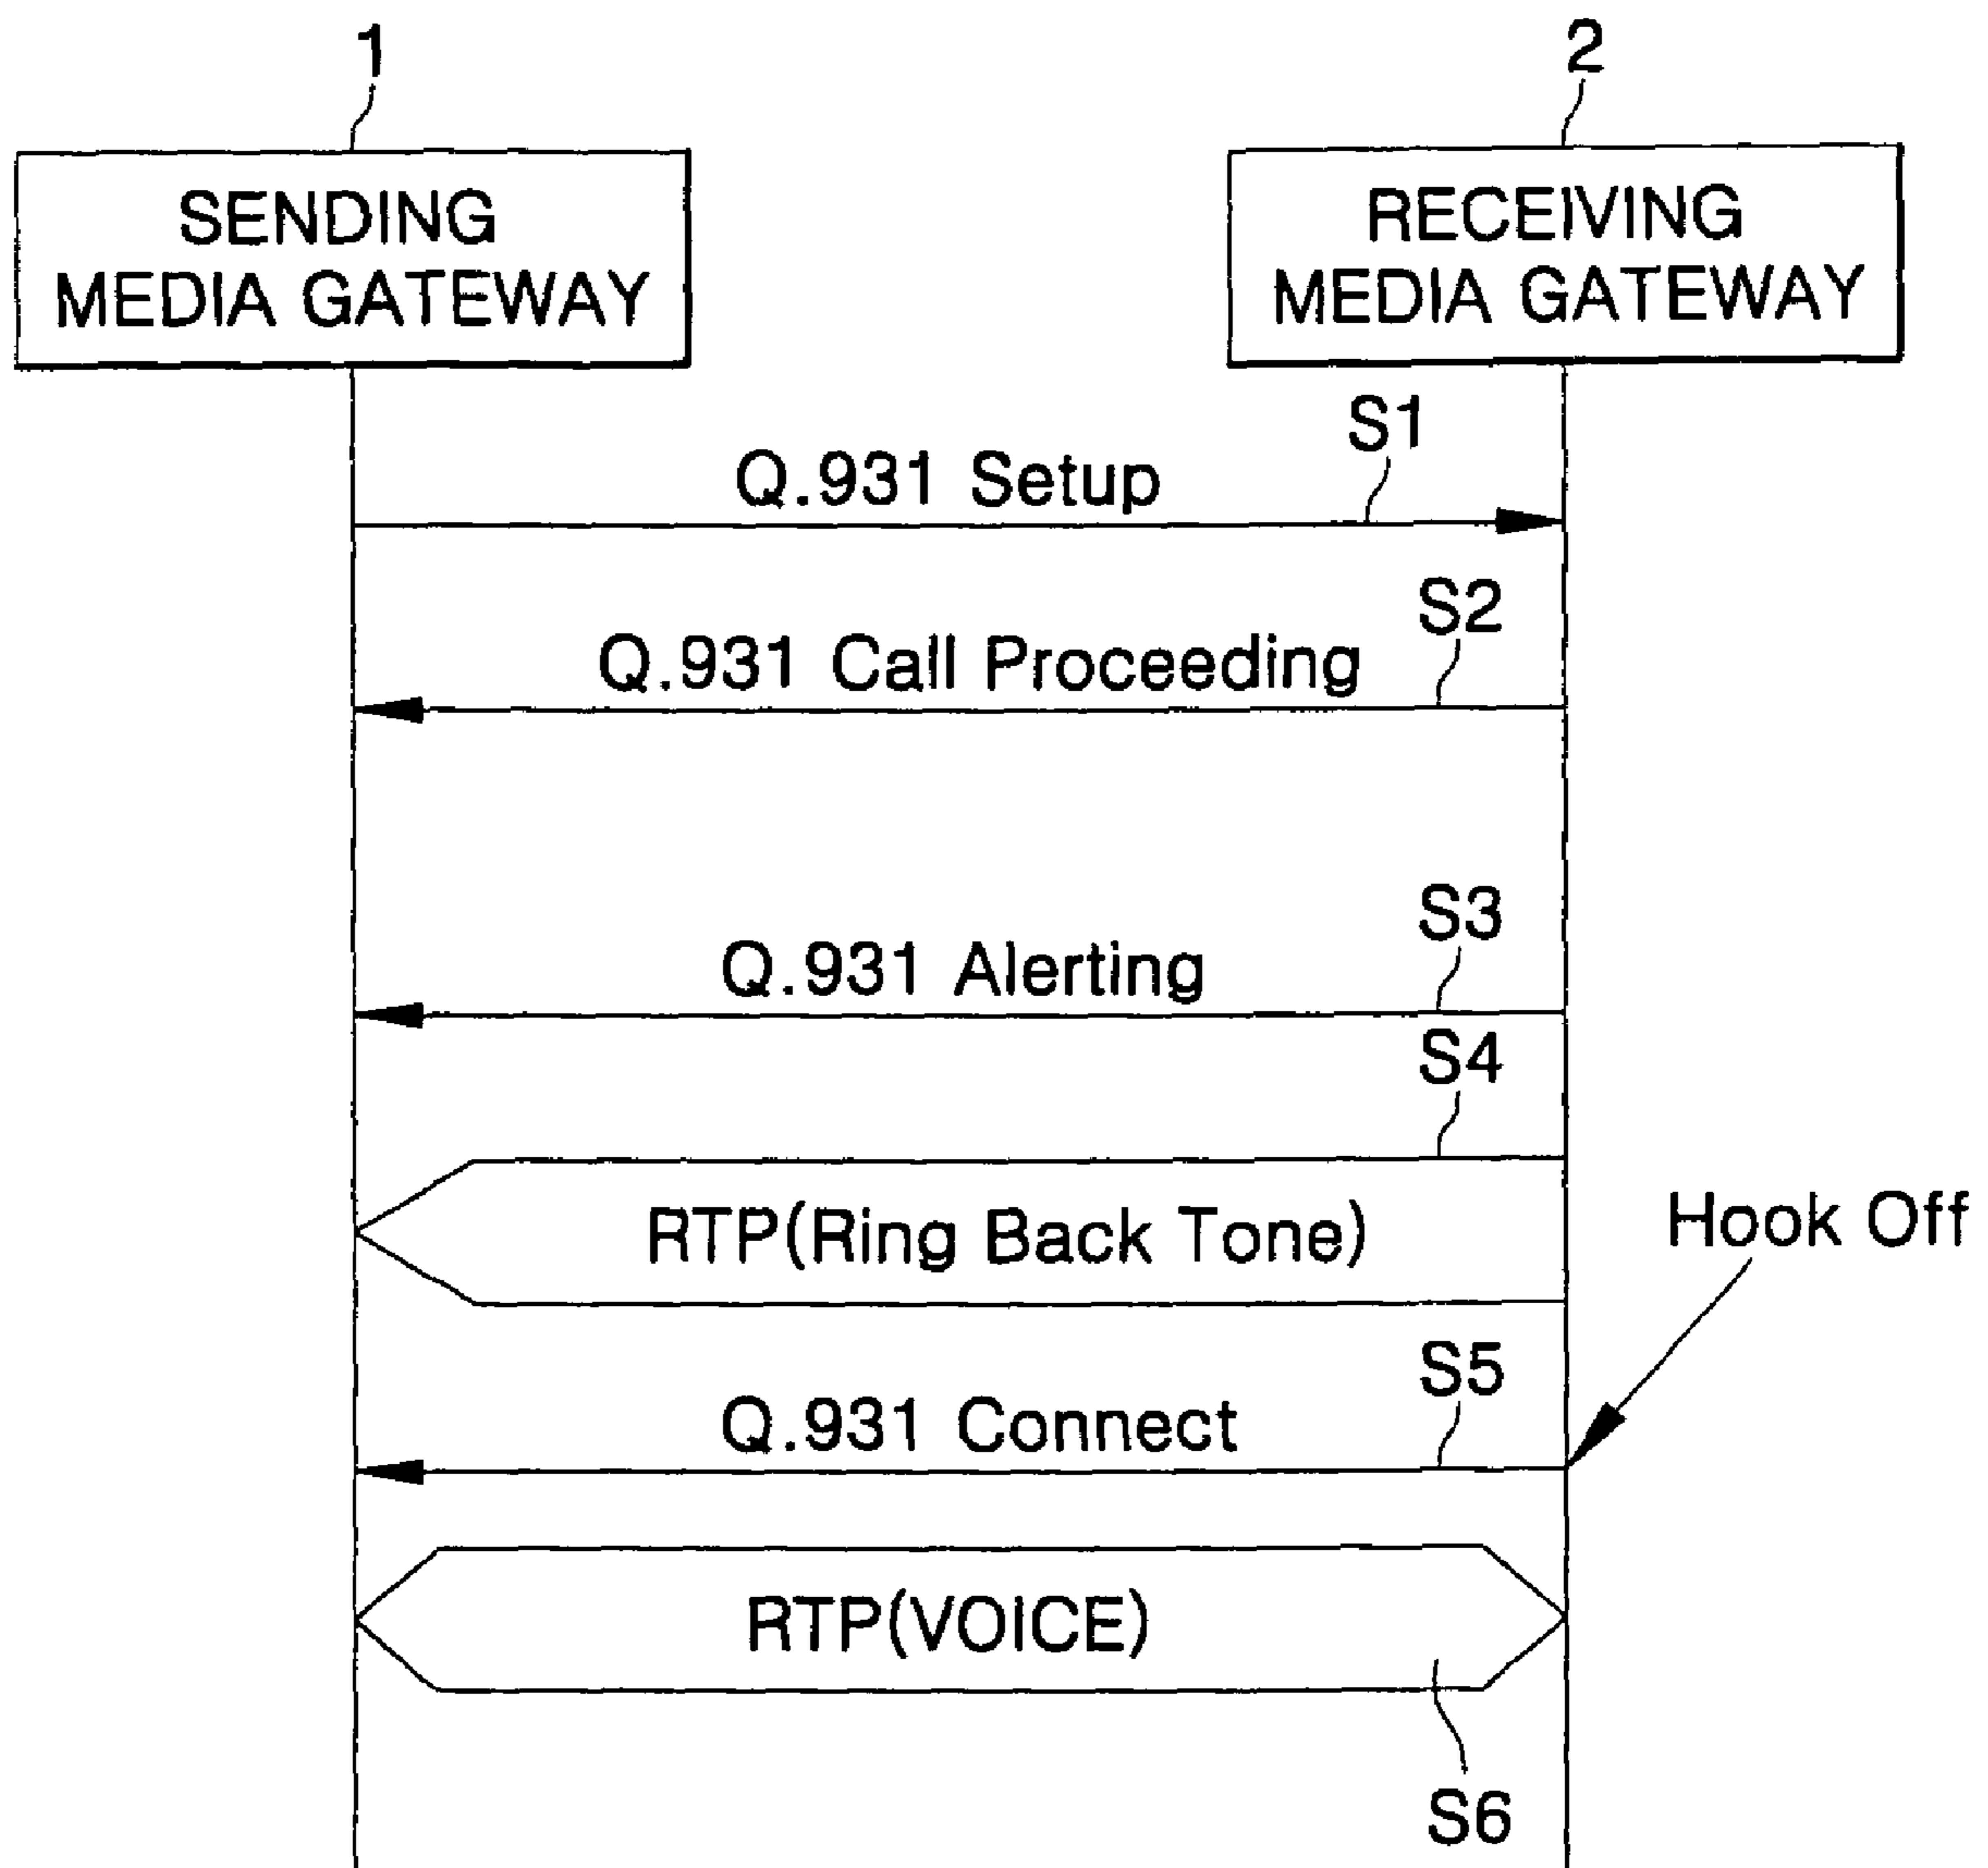 1
2
SENDING
MEDIA GATEWAY
RECEIVING
MEDIA GATEWAY
S1
Q.931 Setup
S2
Q.931 Call Proceeding
S3
Q.931 Alerting
S4
RTP(Ring Back Tone)
Hook Off
S5
Q.931 Connect
RTP(VOICE)
S6